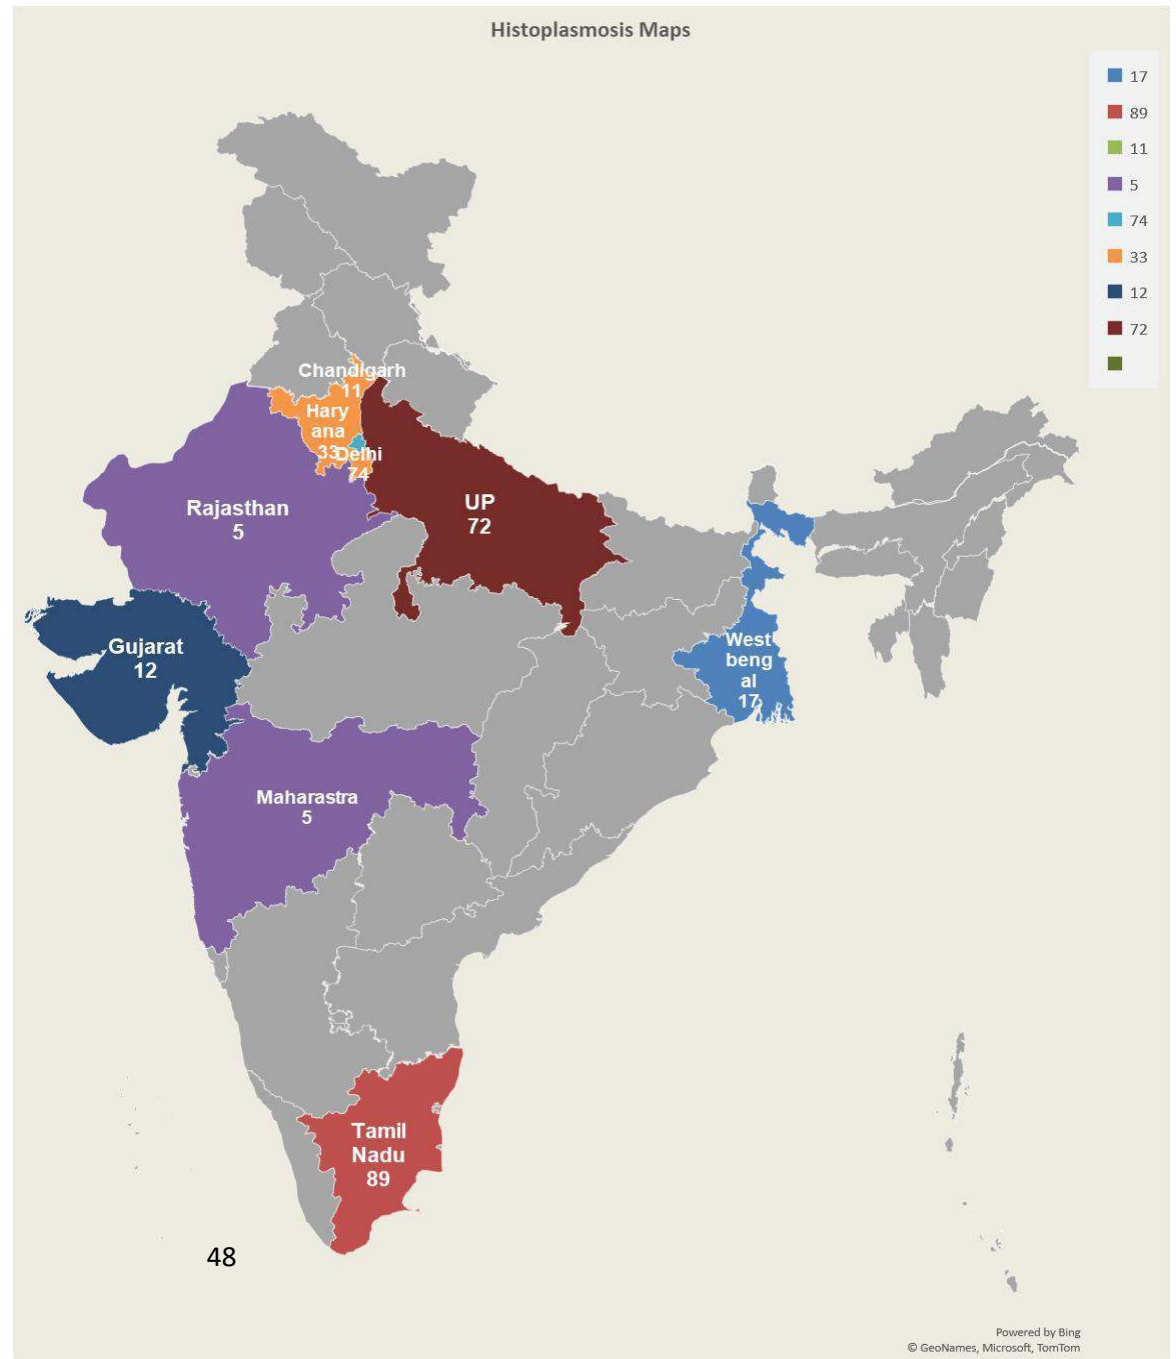 Histoplasmosis Maps
17
89
11
5
74
33
12
72
Chandigarh
11
Hary
ana
33
Delhi
74
Rajasthan
5
UP
72
Gujarat
12
West
beng
al
17
Maharastra
5
Tamil
Nadu
89
48
Powered by Bing
© GeoNames, Microsoft, TomTom